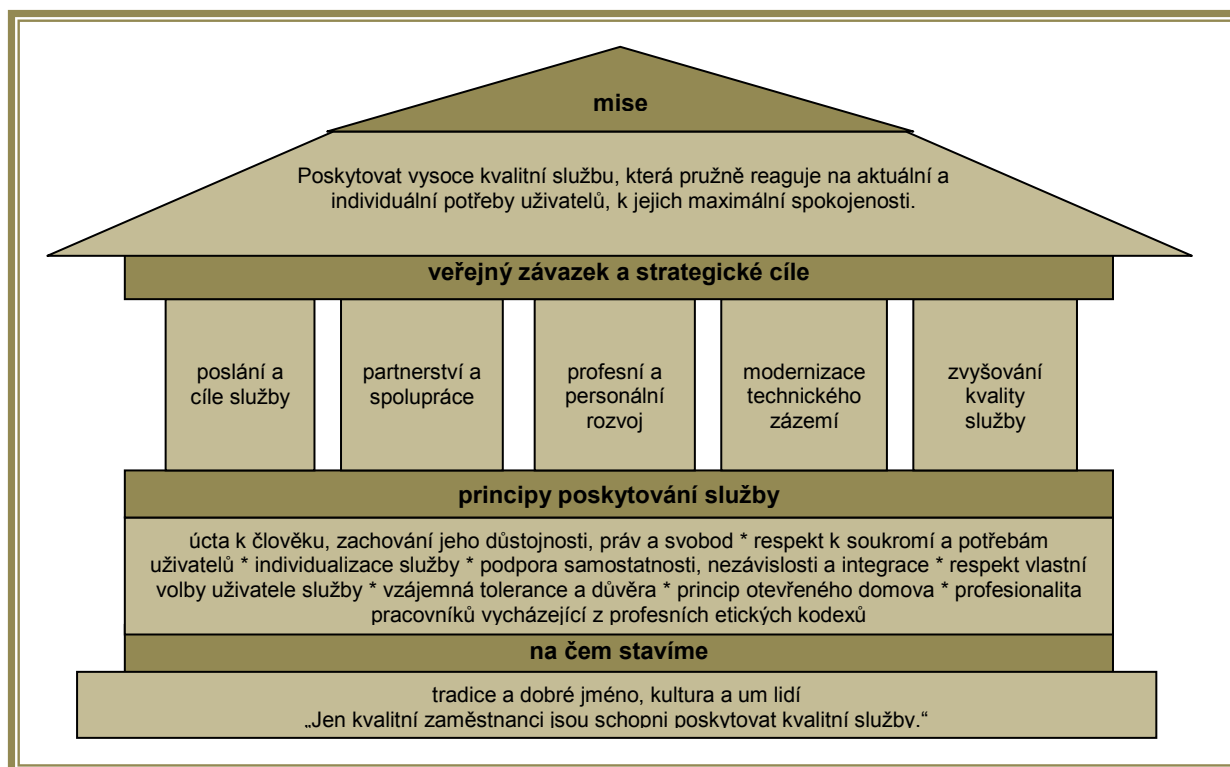 mise
Poskytovat vysoce kvalitní službu, která pružně reaguje na aktuální a
individuální potřeby uživatelů, k jejich maximální spokojenosti.
veřejný závazek a strategické cíle
poslání a
cíle služby
partnerství a
spolupráce
profesní a
personální
rozvoj
modernizace
technického
zázemí
zvyšování
kvality
služby
principy poskytování služby
úcta k člověku, zachování jeho důstojnosti, práv a svobod * respekt k soukromí a potřebám
uživatelů * individualizace služby * podpora samostatnosti, nezávislosti a integrace * respekt vlastní
volby uživatele služby * vzájemná tolerance a důvěra * princip otevřeného domova * profesionalita
pracovníků vycházející z profesních etických kodexů
na čem stavíme
tradice a dobré jméno, kultura a um lidí
„Jen kvalitní zaměstnanci jsou schopni poskytovat kvalitní služby.“